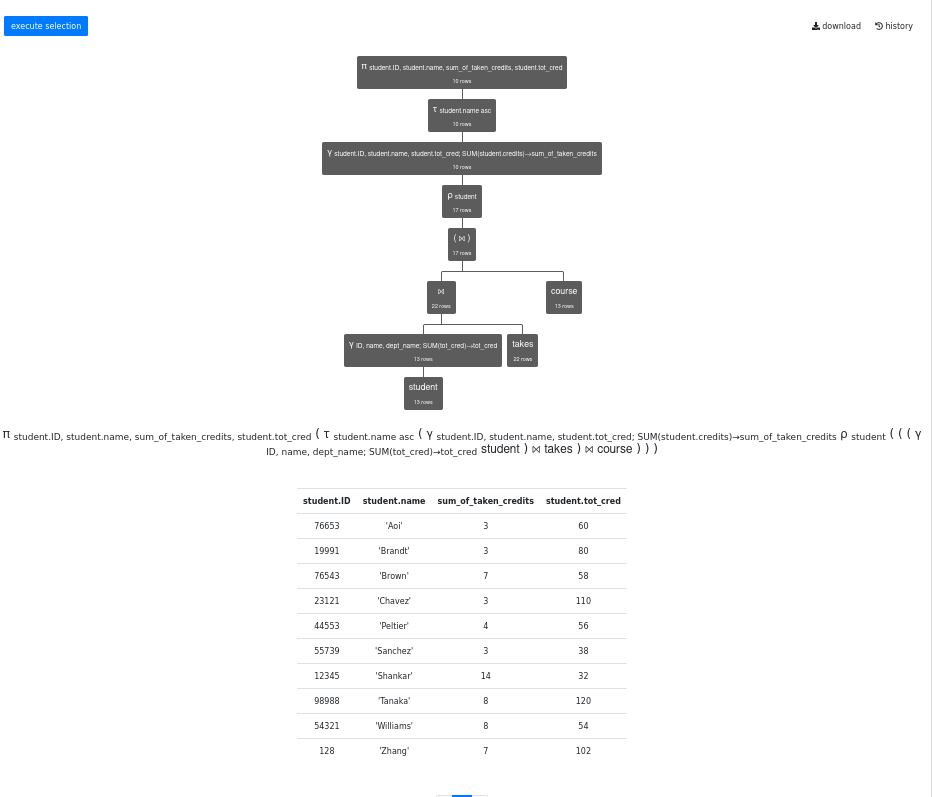 execute selection
download
history
π student.ID, student.name, sum_of_taken_credits, student.tot_cred
10 rows
τ student.name asc
10 rows
γ student.ID, student.name, student.tot_cred; SUM(student.credits)→sum_of_taken_credits
10 rows
ρ student
17 rows
( ⋈ )
17 rows
⋈
22 rows
course
13 rows
γ ID, name, dept_name; SUM(tot_cred)→tot_cred
13 rows
takes
22 rows
student
13 rows
π student.ID, student.name, sum_of_taken_credits, student.tot_cred ( τ student.name asc ( γ student.ID, student.name, student.tot_cred; SUM(student.credits)→sum_of_taken_credits ρ student ( ( ( γ
ID, name, dept_name; SUM(tot_cred)→tot_cred student ) ⋈ takes ) ⋈ course ) ) )
student.ID student.name sum_of_taken_credits student.tot_cred
76653 'Aoi' 3 60
19991 'Brandt' 3 80
76543 'Brown' 7 58
23121 'Chavez' 3 110
44553 'Peltier' 4 56
55739 'Sanchez' 3 38
12345 'Shankar' 14 32
98988 'Tanaka' 8 120
54321 'Williams' 8 54
128 'Zhang' 7 102